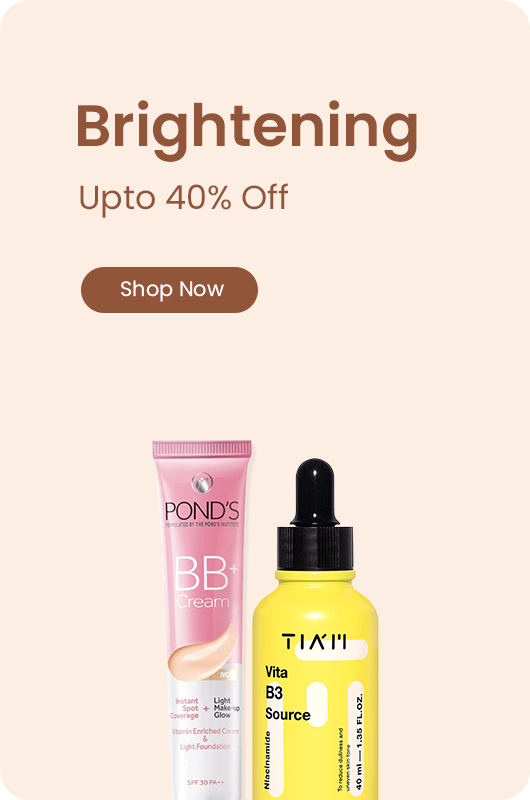 Brightening
Upto 40% Off
Shop Now
POND'S
FORMULATED BY THE POND'S INSTITUTE
BB+
Cream
Instant
Spot
Coverage
+
Light
Make-up
Glow
Vitamin Enriched Cream
&
Light Foundation
SPF 30 PA++
TIA'M
Vita
B3
Source
Niacinamide
To reduce dullness and
uneven skin tone
40 ml — 1.35 FL.OZ.